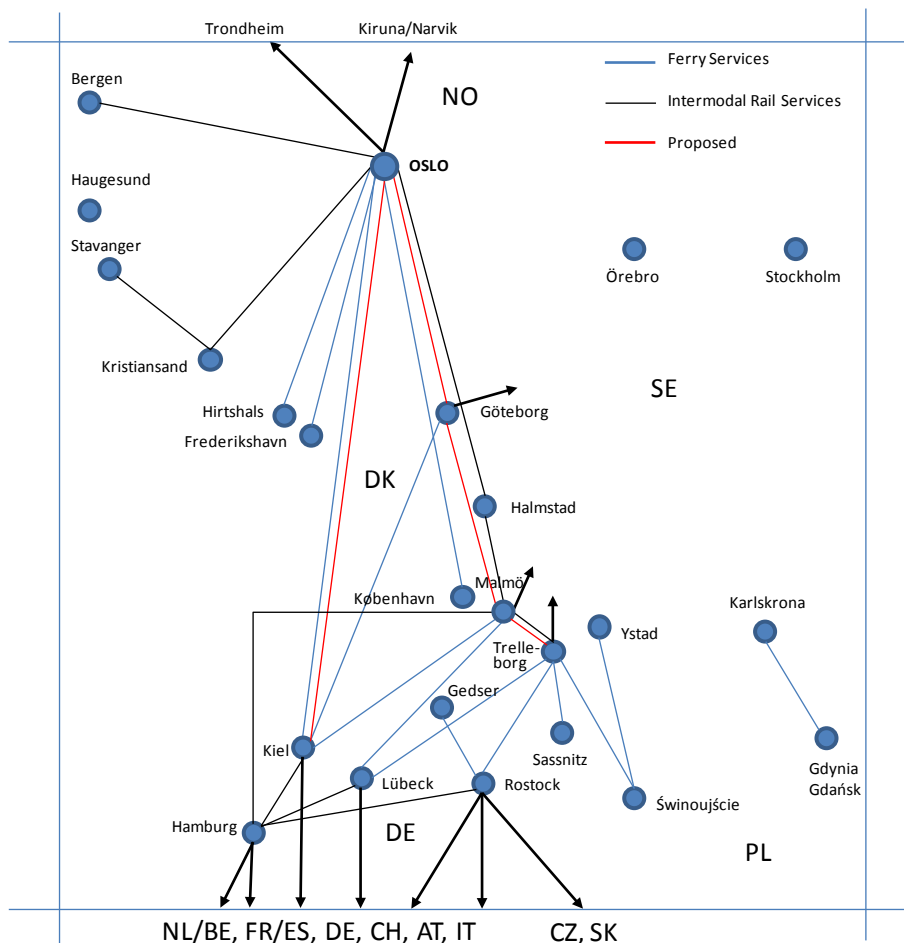 Trondheim
Kiruna/Narvik
Bergen
NO
Ferry Services
Intermodal Rail Services
Proposed
OSLO
Haugesund
Stavanger
Örebro
Stockholm
Kristiansand
SE
Hirtshals
Göteborg
Frederikshavn
DK
Halmstad
Malmö
København
Karlskrona
Ystad
Trelle-
borg
Gedser
Kiel
Sassnitz
Lübeck
Rostock
Gdynia
Gdańsk
Świnoujście
Hamburg
DE
PL
NL/BE, FR/ES, DE, CH, AT, IT
CZ, SK